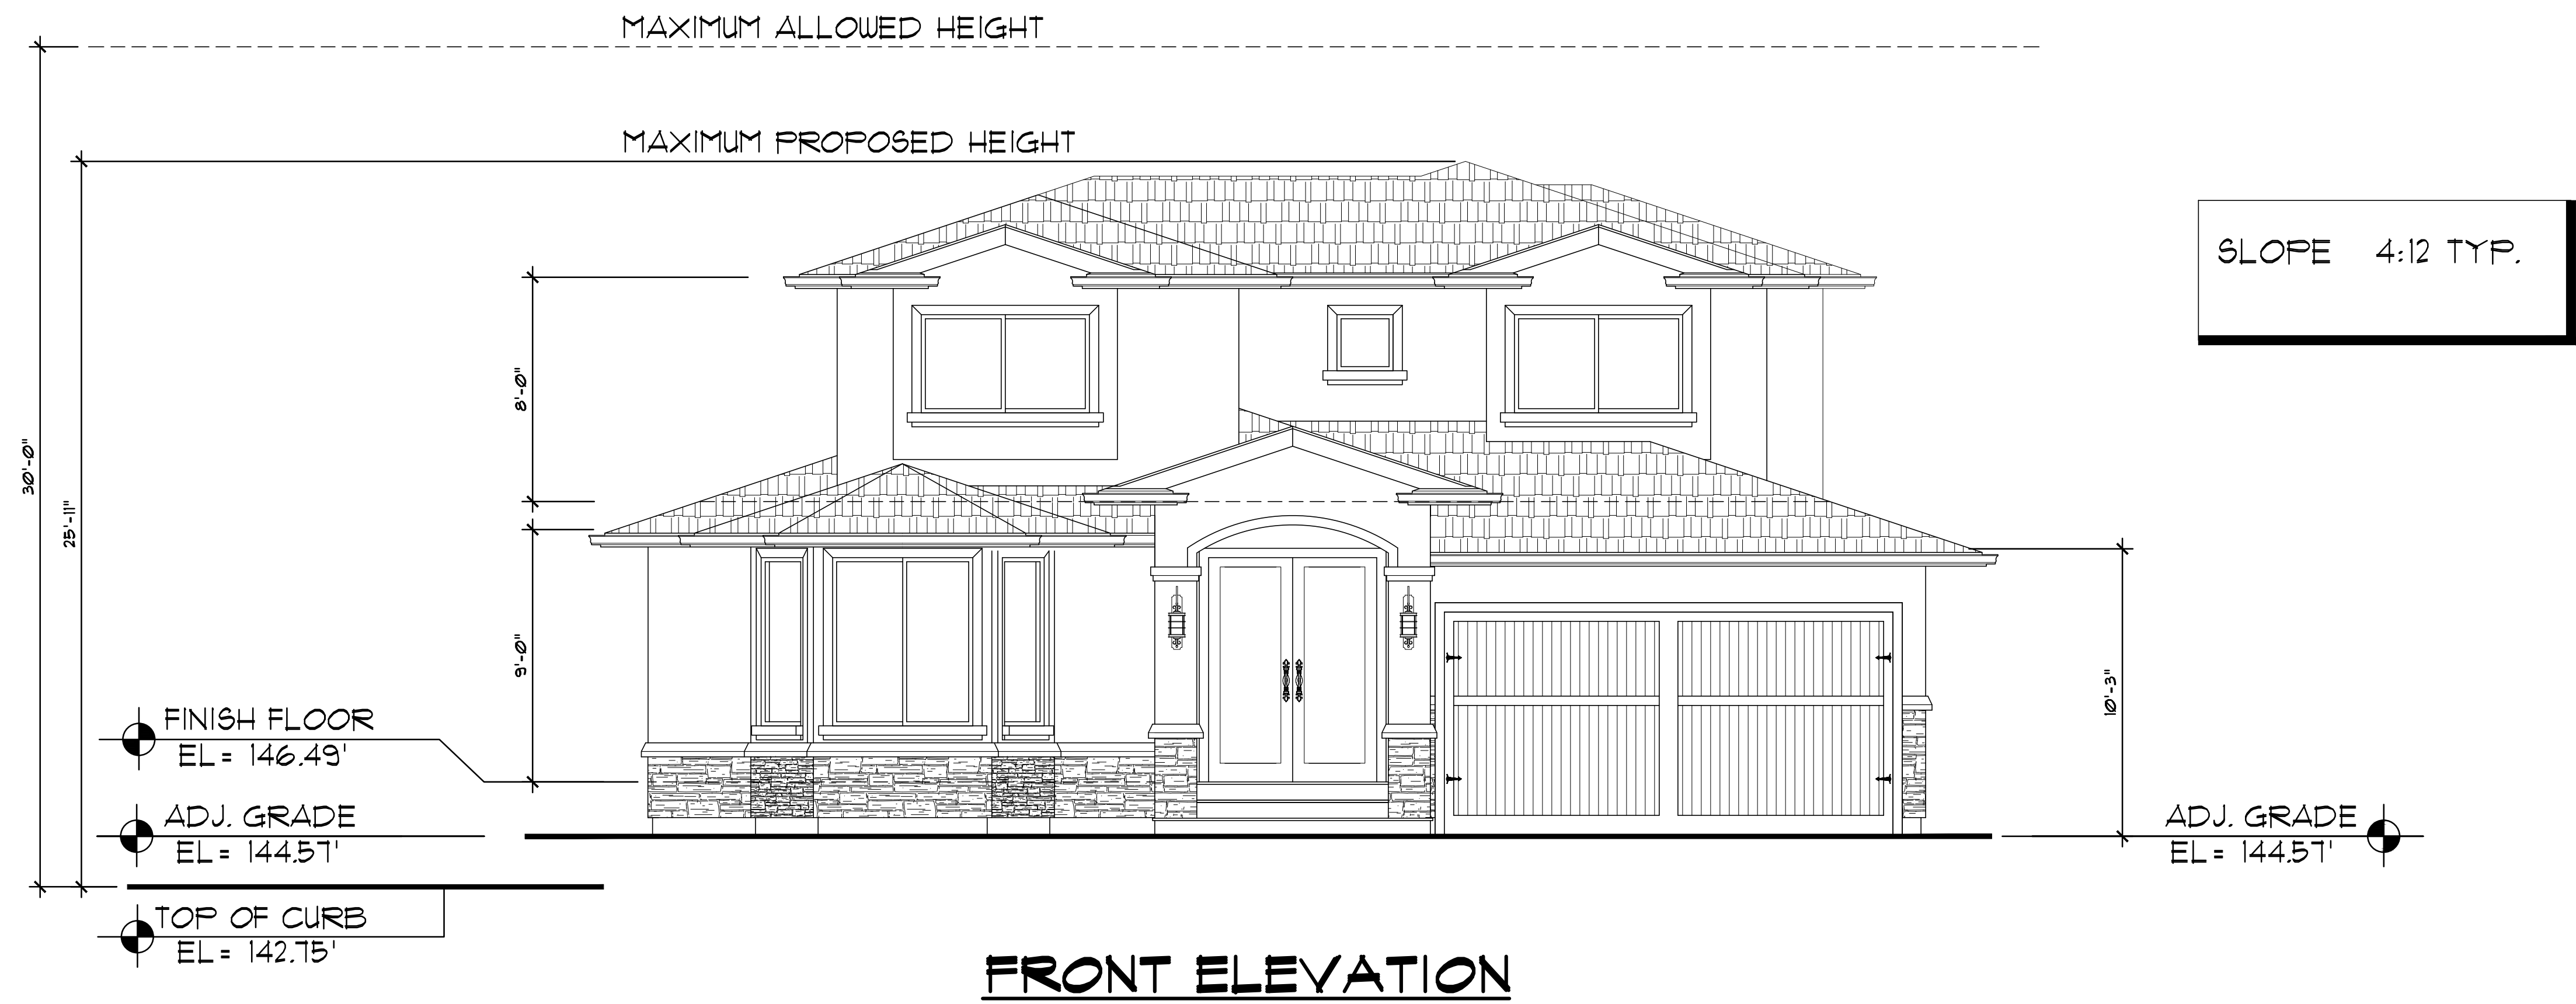 MAXIMUM ALLOWED HEIGHT
MAXIMUM PROPOSED HEIGHT
SLOPE 4:12 TYP.
8'-0"
30'-0"
25'-11"
9'-0"
10'-3"
FINISH FLOOR
EL= 146.49'
ADJ. GRADE
EL= 144.57'
ADJ. GRADE
EL= 144.57'
TOP OF CURB
EL= 142.75'
FRONT ELEVATION